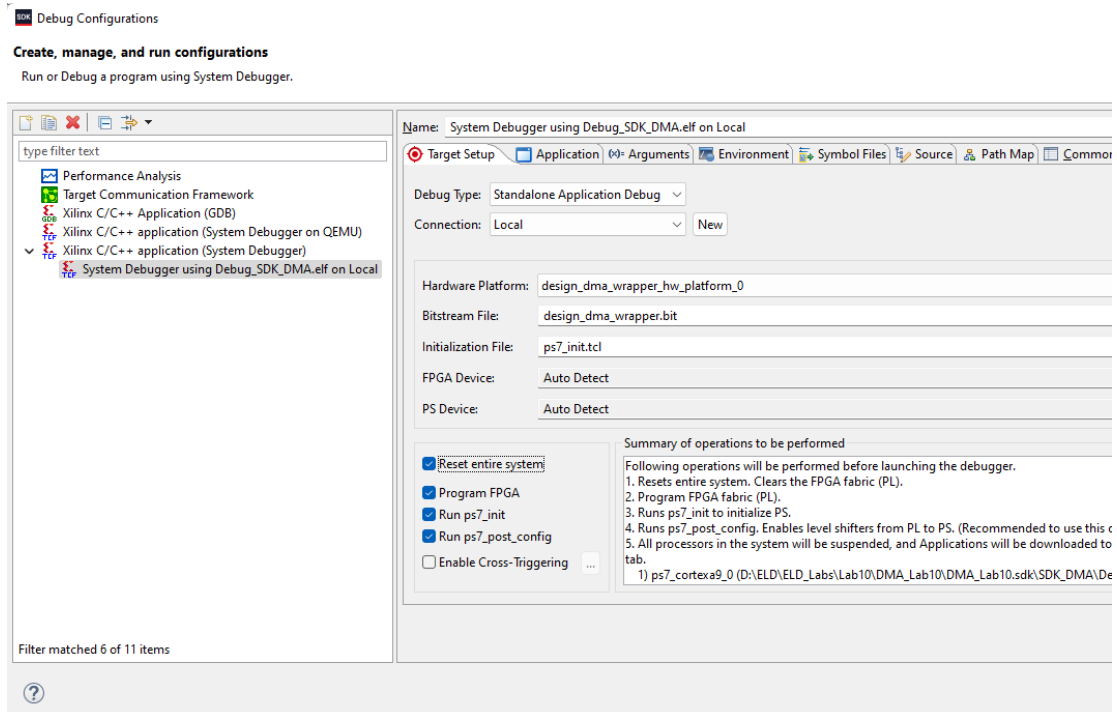 SDK Debug Configurations
Create, manage, and run configurations
Run or Debug a program using System Debugger.
type filter text
Performance Analysis
Target Communication Framework
GDB Xilinx C/C++ Application (GDB)
TCF Xilinx C/C++ application (System Debugger on QEMU)
TCF Xilinx C/C++ application (System Debugger)
TCF System Debugger using Debug_SDK_DMA.elf on Local
Filter matched 6 of 11 items
Name: System Debugger using Debug_SDK_DMA.elf on Local
Target Setup Application (x)= Arguments Environment Symbol Files Source Path Map Common
Debug Type: Standalone Application Debug
Connection: Local New
Hardware Platform: design_dma_wrapper_hw_platform_0
Bitstream File: design_dma_wrapper.bit
Initialization File: ps7_init.tcl
FPGA Device: Auto Detect
PS Device: Auto Detect
Reset entire system
Program FPGA
Run ps7_init
Run ps7_post_config
Enable Cross-Triggering ...
Summary of operations to be performed
Following operations will be performed before launching the debugger.
1. Resets entire system. Clears the FPGA fabric (PL).
2. Program FPGA fabric (PL).
3. Runs ps7_init to initialize PS.
4. Runs ps7_post_config. Enables level shifters from PL to PS. (Recommended to use this
5. All processors in the system will be suspended, and Applications will be downloaded to
tab.
1) ps7_cortexa9_0 (D:\ELD\ELD_Labs\Lab10\DMA_Lab10\DMA_Lab10.sdk\SDK_DMA\De
?